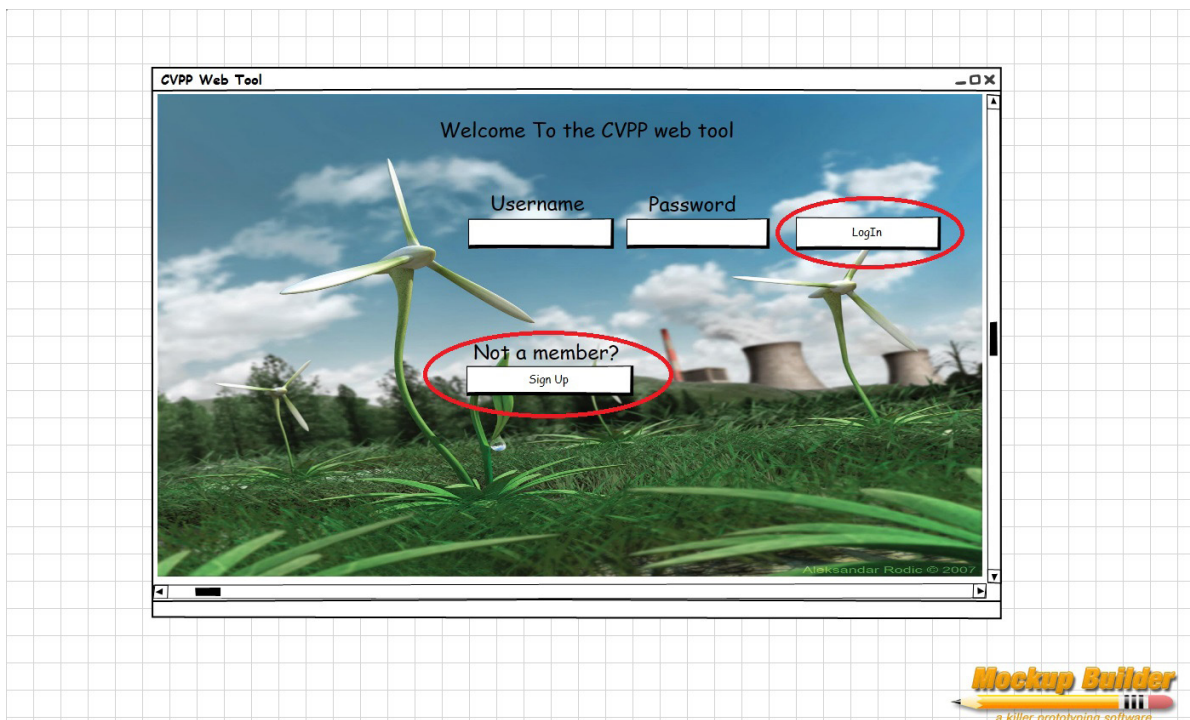 CVPP Web Tool
Welcome To the CVPP web tool
Username Password
LogIn
Not a member?
Sign Up
Aleksandar Rodic © 2007
Mockup Builder
a killer prototyping software